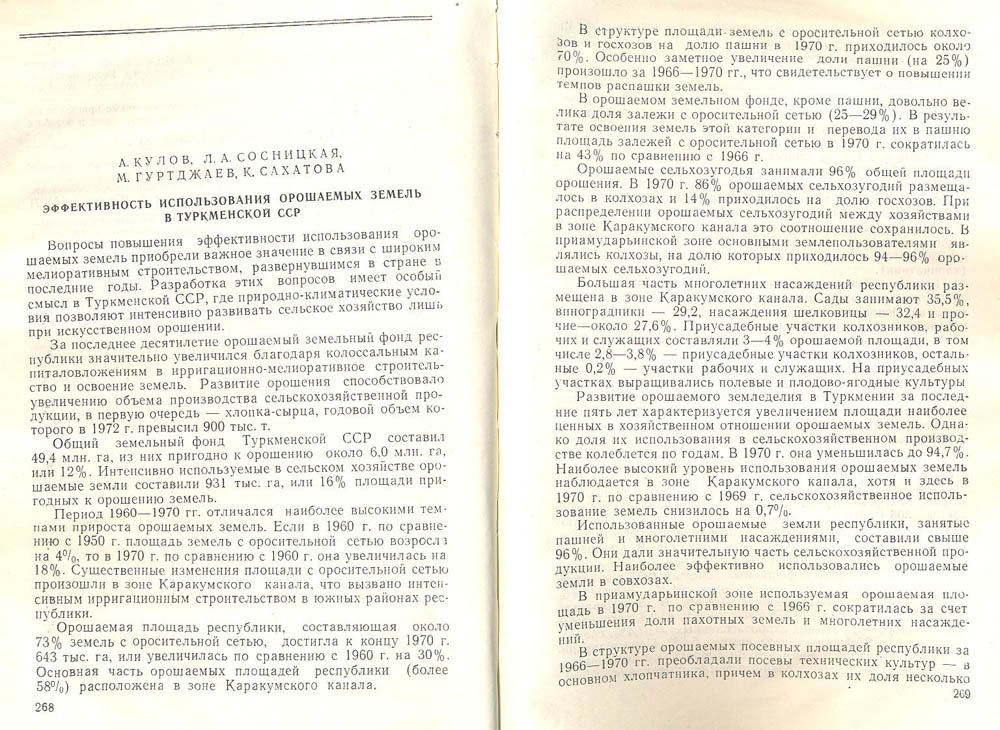 А. КУЛОВ, Л. А. СОСНИЦКАЯ,
М. ГУРТДЖАЕВ, К. САХАТОВА
ЭФФЕКТИВНОСТЬ ИСПОЛЬЗОВАНИЯ ОРОШАЕМЫХ ЗЕМЕЛЬ
В ТУРКМЕНСКОЙ ССР
Вопросы повышения эффективности использования оро-
шаемых земель приобрели важное значение в связи с широким
мелиоративным строительством, развернувшимся в стране в
последние годы. Разработка этих вопросов имеет особый
смысл в Туркменской ССР, где природно-климатические усло-
вия позволяют интенсивно развивать сельское хозяйство лишь
при искусственном орошении.
За последнее десятилетие орошаемый земельный фонд рес-
публики значительно увеличился благодаря колоссальным ка-
питаловложениям в ирригационно-мелиоративное строитель-
ство и освоение земель. Развитие орошения способствовало
увеличению объема производства сельскохозяйственной про-
дукции, в первую очередь — хлопка-сырца, годовой объем ко-
торого в 1972 г. превысил 900 тыс. т.
Общий земельный фонд Туркменской ССР составил
49,4 млн. га, из них пригодно к орошению около 6,0 млн. га,
или 12%. Интенсивно используемые в сельском хозяйстве оро-
шаемые земли составили 931 тыс. га, или 16% площади при-
годных к орошению земель.
Период 1960—1970 гг. отличался наиболее высокими тем-
пами прироста орошаемых земель. Если в 1960 г. по сравне-
нию с 1950 г. площадь земель с оросительной сетью возросла
на 4%, то в 1970 г. по сравнению с 1960 г. она увеличилась на
18%. Существенные изменения площади с оросительной сетью
произошли в зоне Каракумского канала, что вызвано интен-
сивным ирригационным строительством в южных районах рес-
публики.
Орошаемая площадь республики, составляющая около
73% земель с оросительной сетью, достигла к концу 1970 г.
643 тыс. га, или увеличилась по сравнению с 1960 г. на 30%.
Основная часть орошаемых площадей республики (более
58%) расположена в зоне Каракумского канала.
268
В структуре площади земель с оросительной сетью колхо-
зов и госхозов на долю пашни в 1970 г. приходилось около
70%. Особенно заметное увеличение доли пашни (на 25%)
произошло за 1966—1970 гг., что свидетельствует о повышении
темпов распашки земель.
В орошаемом земельном фонде, кроме пашни, довольно ве-
лика доля залежи с оросительной сетью (25—29%). В резуль-
тате освоения земель этой категории и перевода их в пашню
площадь залежей с оросительной сетью в 1970 г. сократилась
на 43% по сравнению с 1966 г.
Орошаемые сельхозугодья занимали 96% общей площади
орошения. В 1970 г. 86% орошаемых сельхозугодий размеща-
лось в колхозах и 14% приходилось на долю госхозов. При
распределении орошаемых сельхозугодий между хозяйствами
в зоне Каракумского канала это соотношение сохранилось. В
приамударьинской зоне основными землепользователями яв-
лялись колхозы, на долю которых приходилось 94—96% оро-
шаемых сельхозугодий.
Большая часть многолетних насаждений республики раз-
мещена в зоне Каракумского канала. Сады занимают 35,5%,
виноградники — 29,2, насаждения шелковицы — 32,4 и про-
чие—около 27,6%. Приусадебные участки колхозников, рабо-
чих и служащих составляли 3—4% орошаемой площади, в том
числе 2,8—3,8% — приусадебные участки колхозников, осталь-
ные 0,2% — участки рабочих и служащих. На приусадебных
участках выращивались полевые и плодово-ягодные культуры
Развитие орошаемого земледелия в Туркмении за послед-
ние пять лет характеризуется увеличением площади наиболее
ценных в хозяйственном отношении орошаемых земель. Одна-
ко доля их использования в сельскохозяйственном производ-
стве колеблется по годам. В 1970 г. она уменьшилась до 94,7%.
Наиболее высокий уровень использования орошаемых земель
наблюдается в зоне Каракумского канала, хотя и здесь в
1970 г. по сравнению с 1969 г. сельскохозяйственное исполь-
зование земель снизилось на 0,7%.
Использованные орошаемые земли республики, занятые
пашней и многолетними насаждениями, составили свыше
96%. Они дали значительную часть сельскохозяйственной про-
дукции. Наиболее эффективно использовались орошаемые
земли в совхозах.
В приамударьинской зоне используемая орошаемая пло-
щадь в 1970 г. по сравнению с 1966 г. сократилась за счет
уменьшения доли пахотных земель и многолетних насажде-
ний.
В структуре орошаемых посевных площадей республики за
1966—1970 гг. преобладали посевы технических культур — в
основном хлопчатника, причем в колхозах их доля несколько
269